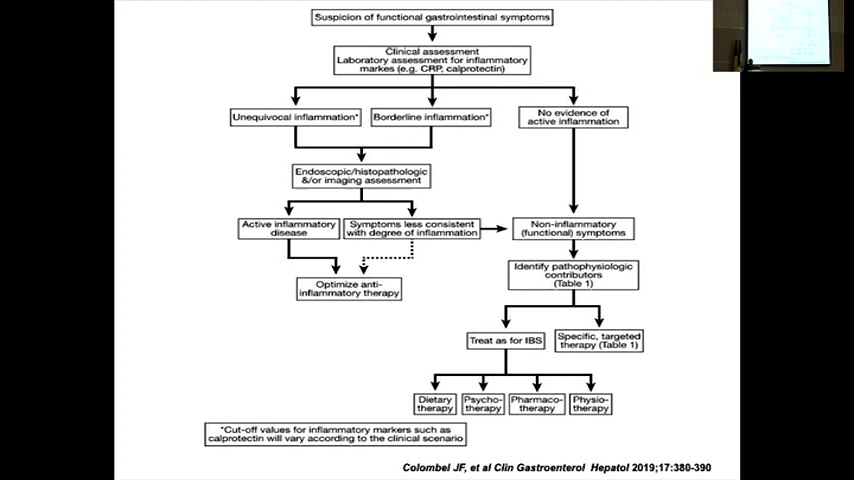 Suspicion of functional gastrointestinal symptoms
Clinical assessment
Laboratory assessment for inflammatory
markes (e.g. CRP, calprotectin)
Unequivocal inflammation*
Borderline inflammation*
No evidence of
active inflammation
Endoscopic/histopathologic
&/or imaging assessment
Active inflammatory
disease
Symptoms less consistent
with degree of inflammation
Non-inflammatory
(functional) symptoms
Optimize anti-
inflammatory therapy
Identify pathophysiologic
contributors
(Table 1)
Treat as for IBS
Specific, targeted
therapy (Table 1)
Dietary
therapy
Psycho-
therapy
Pharmaco-
therapy
Physio-
therapy
*Cut-off values for inflammatory markers such as
calprotectin will vary according to the clinical scenario
Colombel JF, et al Clin Gastroenterol Hepatol 2019;17:380-390